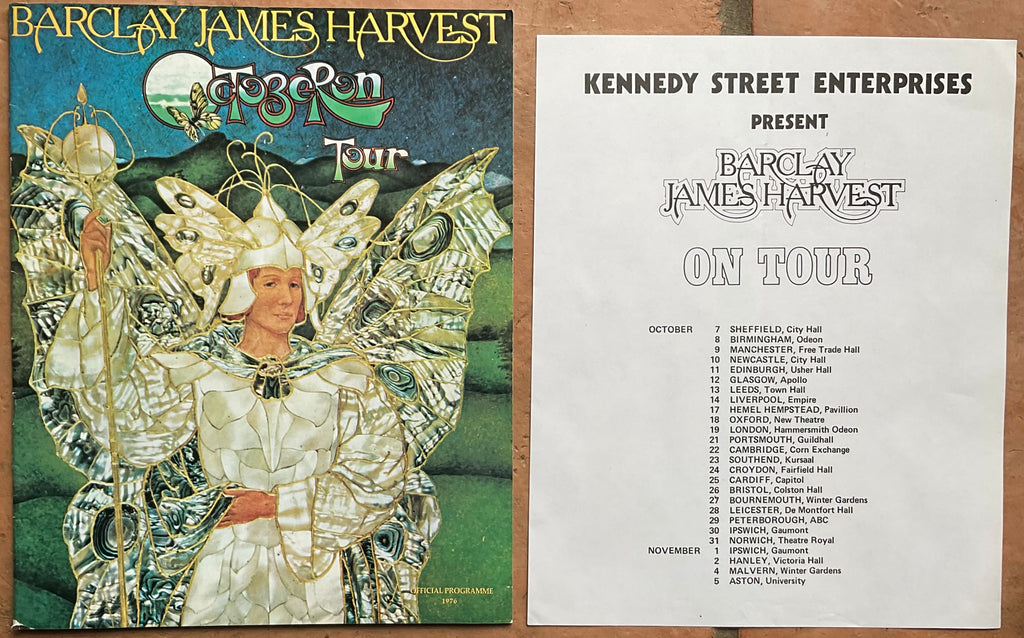 BARCLAY JAMES HARVEST
OCTOBERON
Tour
OFFICIAL PROGRAMME
1976
KENNEDY STREET ENTERPRISES
PRESENT
BARCLAY
JAMES HARVEST
ON TOUR
OCTOBER 7 SHEFFIELD, City Hall
8 BIRMINGHAM, Odeon
9 MANCHESTER, Free Trade Hall
10 NEWCASTLE, City Hall
11 EDINBURGH, Usher Hall
12 GLASGOW, Apollo
13 LEEDS, Town Hall
14 LIVERPOOL, Empire
17 HEMEL HEMPSTEAD, Pavillion
18 OXFORD, New Theatre
19 LONDON, Hammersmith Odeon
21 PORTSMOUTH, Guildhall
22 CAMBRIDGE, Corn Exchange
23 SOUTHEND, Kursaal
24 CROYDON, Fairfield Hall
25 CARDIFF, Capitol
26 BRISTOL, Colston Hall
27 BOURNEMOUTH, Winter Gardens
28 LEICESTER, De Montfort Hall
29 PETERBOROUGH, ABC
30 IPSWICH, Gaumont
31 NORWICH, Theatre Royal
NOVEMBER 1 IPSWICH, Gaumont
2 HANLEY, Victoria Hall
4 MALVERN, Winter Gardens
5 ASTON, University